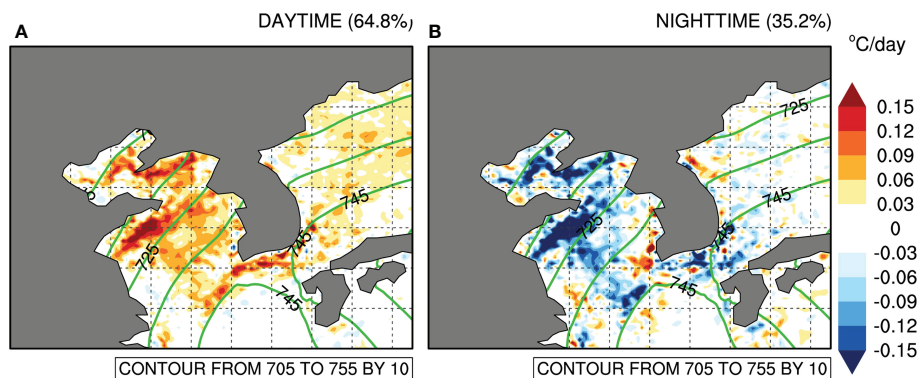 A
DAYTIME (64.8%)
B
NIGHTTIME (35.2%)
°C/day
725
745
745
745
725
725
745
745
745
0.15
0.12
0.09
0.06
0.03
0
-0.03
-0.06
-0.09
-0.12
-0.15
CONTOUR FROM 705 TO 755 BY 10
CONTOUR FROM 705 TO 755 BY 10